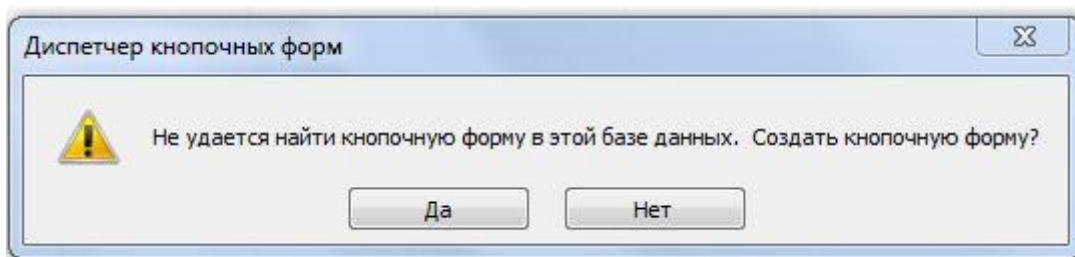 Диспетчер кнопочных форм
Не удается найти кнопочную форму в этой базе данных. Создать кнопочную форму?
Да
Нет